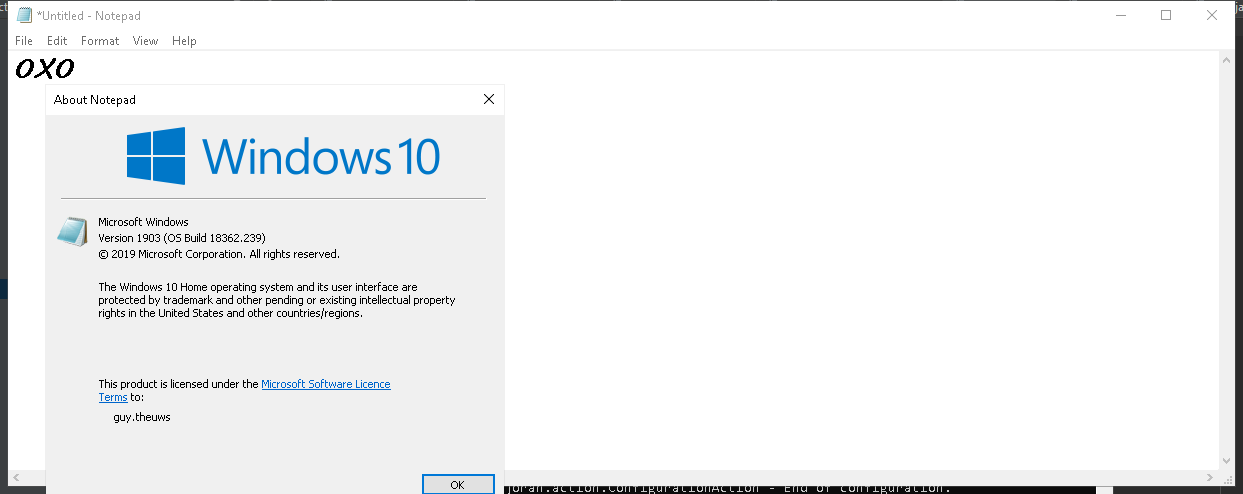 *Untitled - Notepad
File Edit Format View Help
OXO
About Notepad
Windows 10
Microsoft Windows
Version 1903 (OS Build 18362.239)
© 2019 Microsoft Corporation. All rights reserved.
The Windows 10 Home operating system and its user interface are
protected by trademark and other pending or existing intellectual property
rights in the United States and other countries/regions.
This product is licensed under the Microsoft Software Licence
Terms to:
guy.theuws
OK
joran.action.ConfigurationAction - End of configuration.